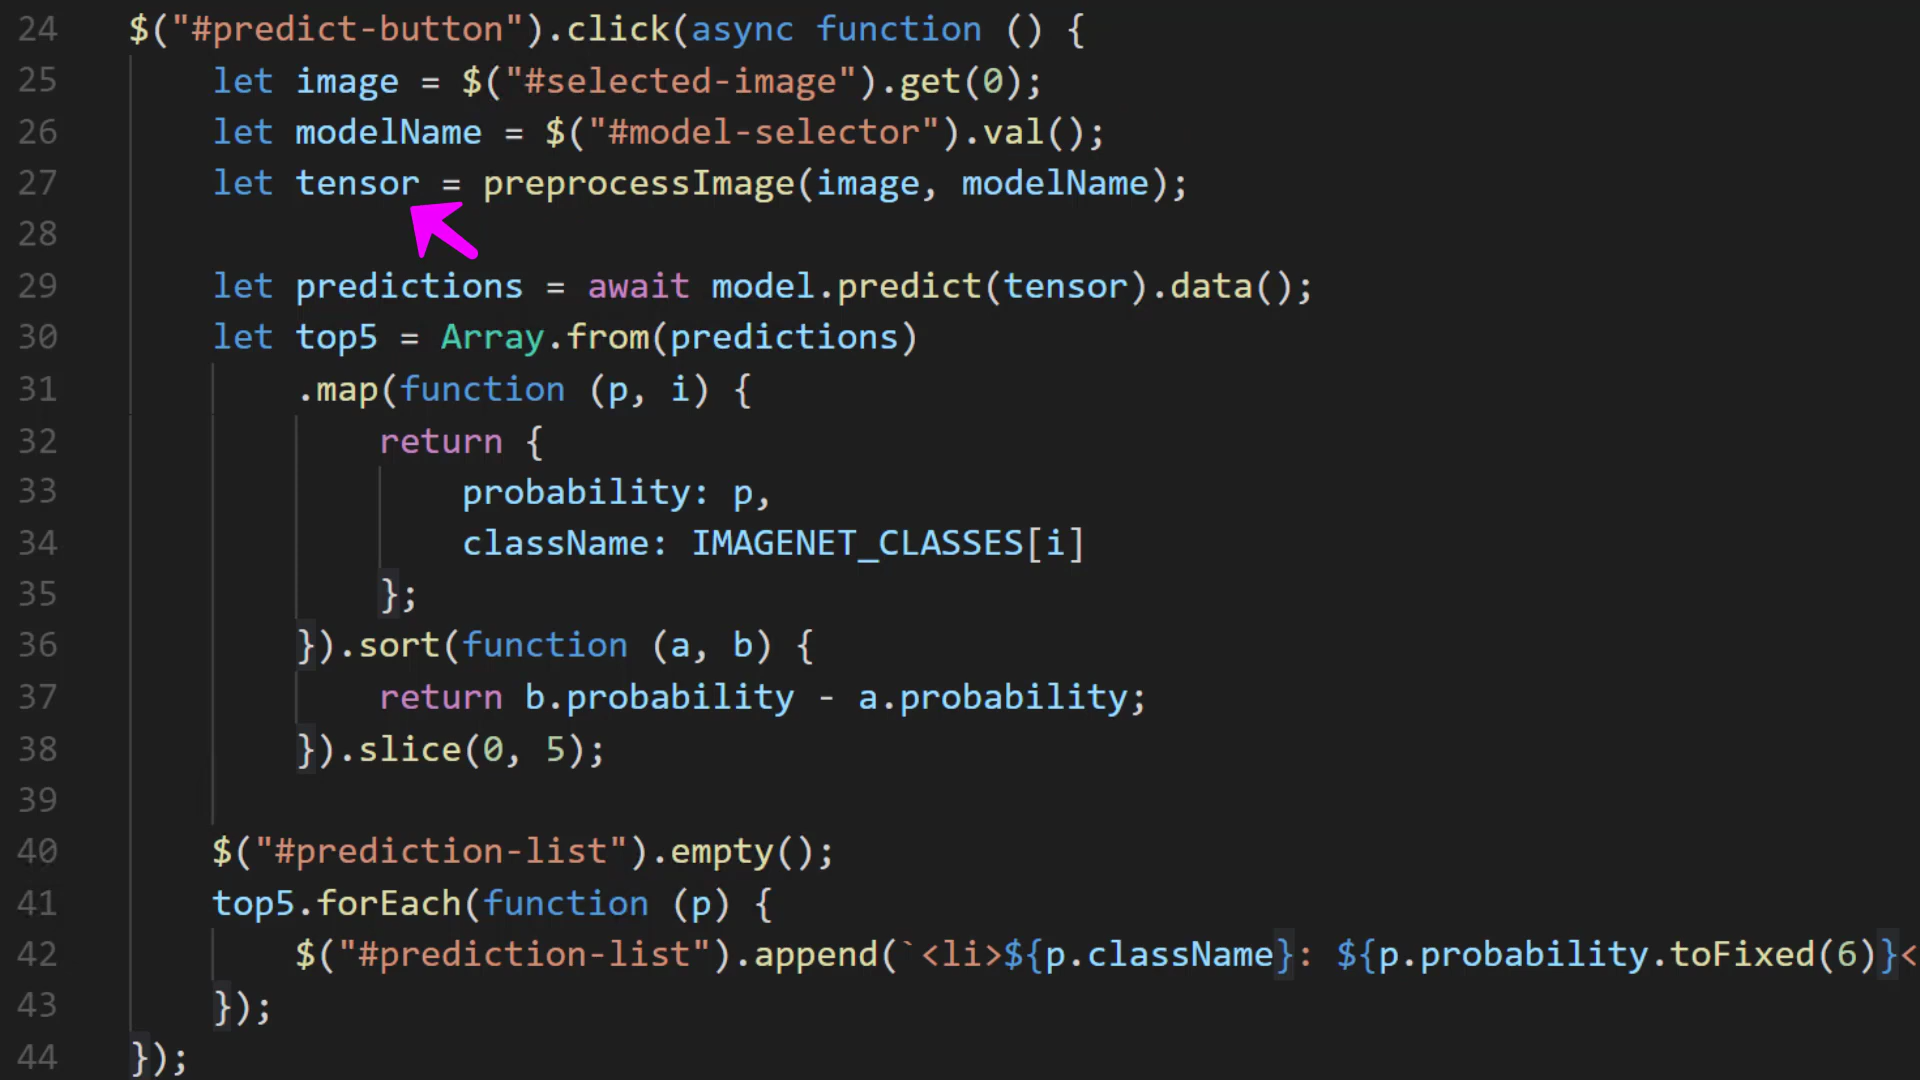 24 $("#predict-button").click(async function () {
25 let image = $("#selected-image").get(0);
26 let modelName = $("#model-selector").val();
27 let tensor = preprocessImage(image, modelName);
28
29 let predictions = await model.predict(tensor).data();
30 let top5 = Array.from(predictions)
31 .map(function (p, i) {
32 return {
33 probability: p,
34 className: IMAGENET_CLASSES[i]
35 };
36 }).sort(function (a, b) {
37 return b.probability - a.probability;
38 }).slice(0, 5);
39
40 $("#prediction-list").empty();
41 top5.forEach(function (p) {
42 $("#prediction-list").append(`<li>${p.className}: ${p.probability.toFixed(6)}<
43 });
44 });